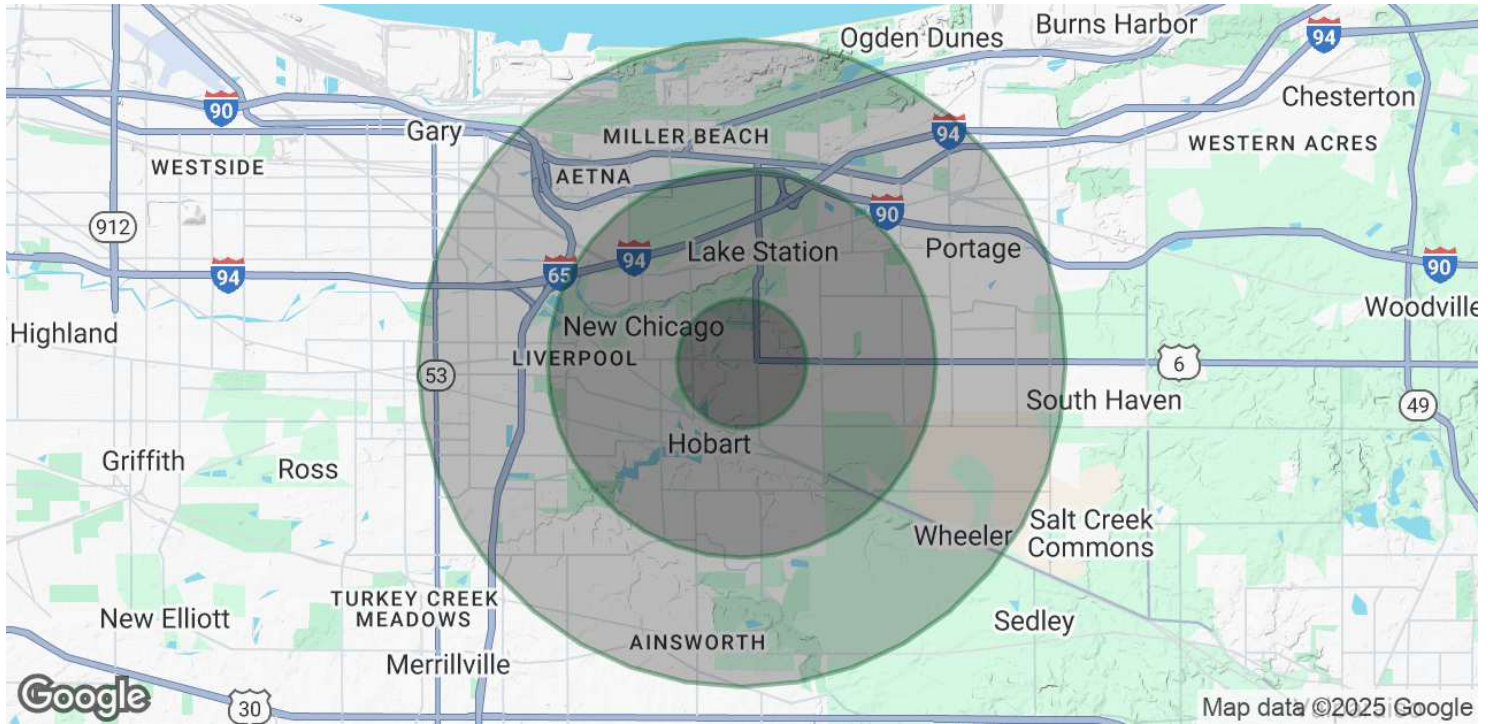 Burns Harbor
Ogden Dunes
94
90
Chesterton
Gary
MILLER BEACH
94
WESTERN ACRES
WESTSIDE
AETNA
912
90
Lake Station
Portage
94
65
94
90
Woodville
Highland
New Chicago
LIVERPOOL
53
6
South Haven
49
Hobart
Griffith
Ross
Wheeler
Salt Creek
Commons
New Elliott
TURKEY CREEK
MEADOWS
Sedley
AINSWORTH
Merrillville
Google
30
Map data ©2025 Google